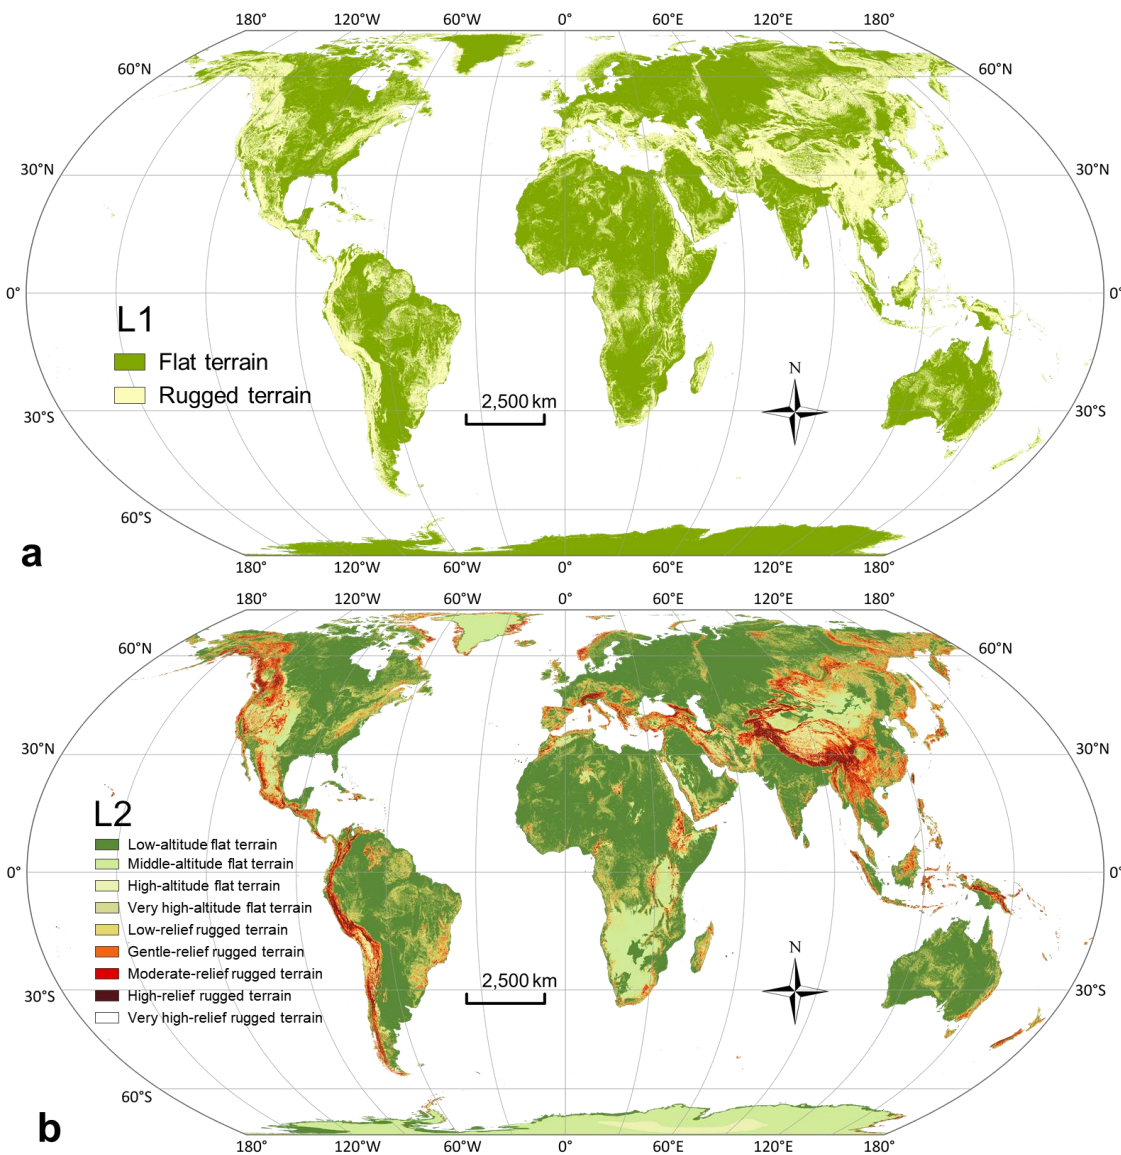 180° 120°W 60°W 0° 60°E 120°E 180°
60°N 60°N
30°N 30°N
0° 0°
L1
Flat terrain
Rugged terrain
2,500 km
N
30°S 30°S
60°S
a
180° 120°W 60°W 0° 60°E 120°E 180°
180° 120°W 60°W 0° 60°E 120°E 180°
60°N 60°N
30°N 30°N
L2
Low-altitude flat terrain
Middle-altitude flat terrain
0° 0°
High-altitude flat terrain
Very high-altitude flat terrain
Low-relief rugged terrain
Gentle-relief rugged terrain
Moderate-relief rugged terrain
High-relief rugged terrain
Very high-relief rugged terrain
2,500 km
N
30°S 30°S
60°S
b
180° 120°W 60°W 0° 60°E 120°E 180°